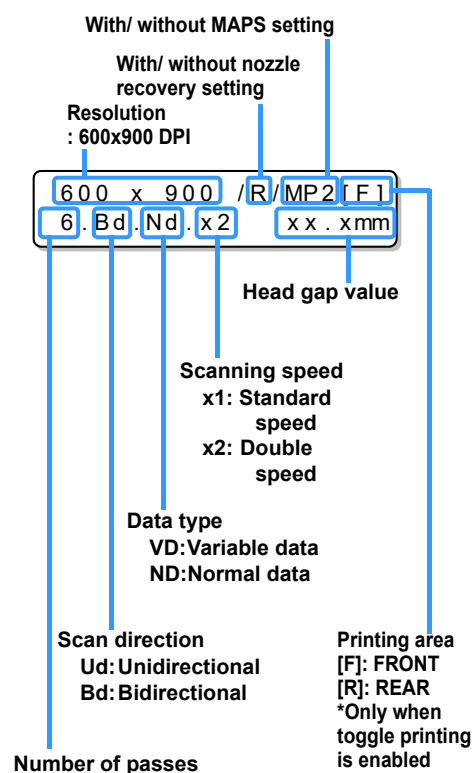 With/ without MAPS setting
With/ without nozzle
recovery setting
Resolution
: 600x900 DPI
600 x 900 /R/MP2[F]
6.Bd.Nd.x2 xx.xmm
Head gap value
Scanning speed
x1: Standard
speed
x2: Double
speed
Data type
VD:Variable data
ND:Normal data
Scan direction
Ud:Unidirectional
Bd:Bidirectional
Printing area
[F]: FRONT
[R]: REAR
*Only when
toggle printing
is enabled
Number of passes